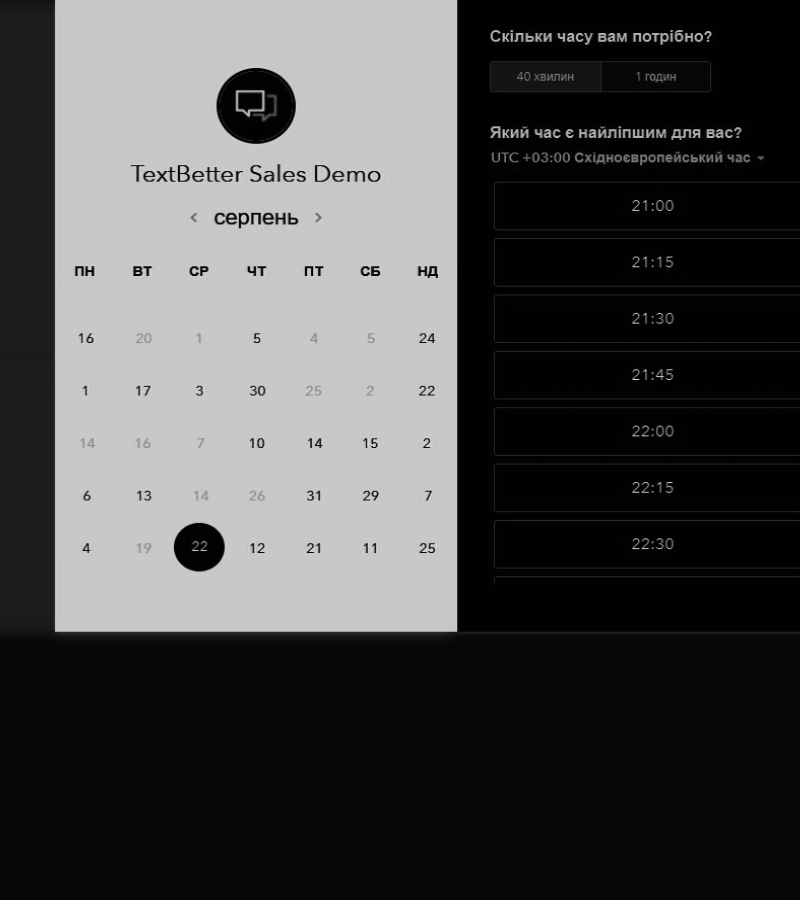 TextBetter Sales Demo
серпень
ПН ВТ СР ЧТ ПТ СБ НД
16 20 1 5 4 5 24
1 17 3 30 25 2 22
14 16 7 10 14 15 2
6 13 14 26 31 29 7
4 19 22 12 21 11 25
Скільки часу вам потрібно?
40 хвилин 1 годин
Який час є найліпшим для вас?
UTC +03:00 Східноєвропейський час
21:00
21:15
21:30
21:45
22:00
22:15
22:30